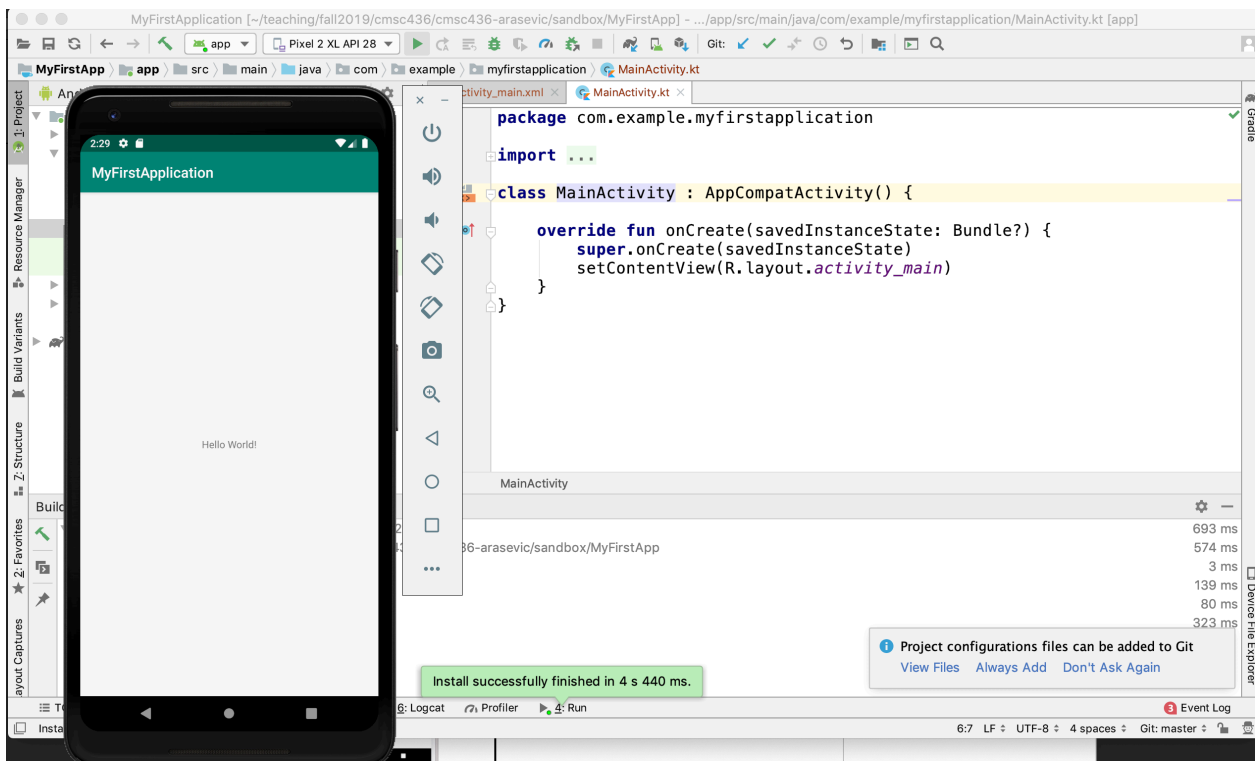 MyFirstApplication [~/teaching/fall2019/cmsc436/cmsc436-arasevic/sandbox/MyFirstApp] - .../app/src/main/java/com/example/myfirstapplication/MainActivity.kt [app]
app Pixel 2 XL API 28 Git:
MyFirstApp app src main java com example myfirstapplication MainActivity.kt
MainActivity.kt
1: Project
Resource Manager
Build Variants
Z: Structure
2: Favorites
Gradle
Device File Explorer
2:29
MyFirstApplication
Hello World!
package com.example.myfirstapplication
import ...
class MainActivity : AppCompatActivity() {
override fun onCreate(savedInstanceState: Bundle?) {
super.onCreate(savedInstanceState)
setContentView(R.layout.activity_main)
}
}
MainActivity
693 ms
36-arasevic/sandbox/MyFirstApp 574 ms
3 ms
139 ms
80 ms
323 ms
Project configurations files can be added to Git
View Files Always Add Don't Ask Again
Install successfully finished in 4 s 440 ms.
6: Logcat Profiler 4: Run 3 Event Log
6:7 LF UTF-8 4 spaces Git: master